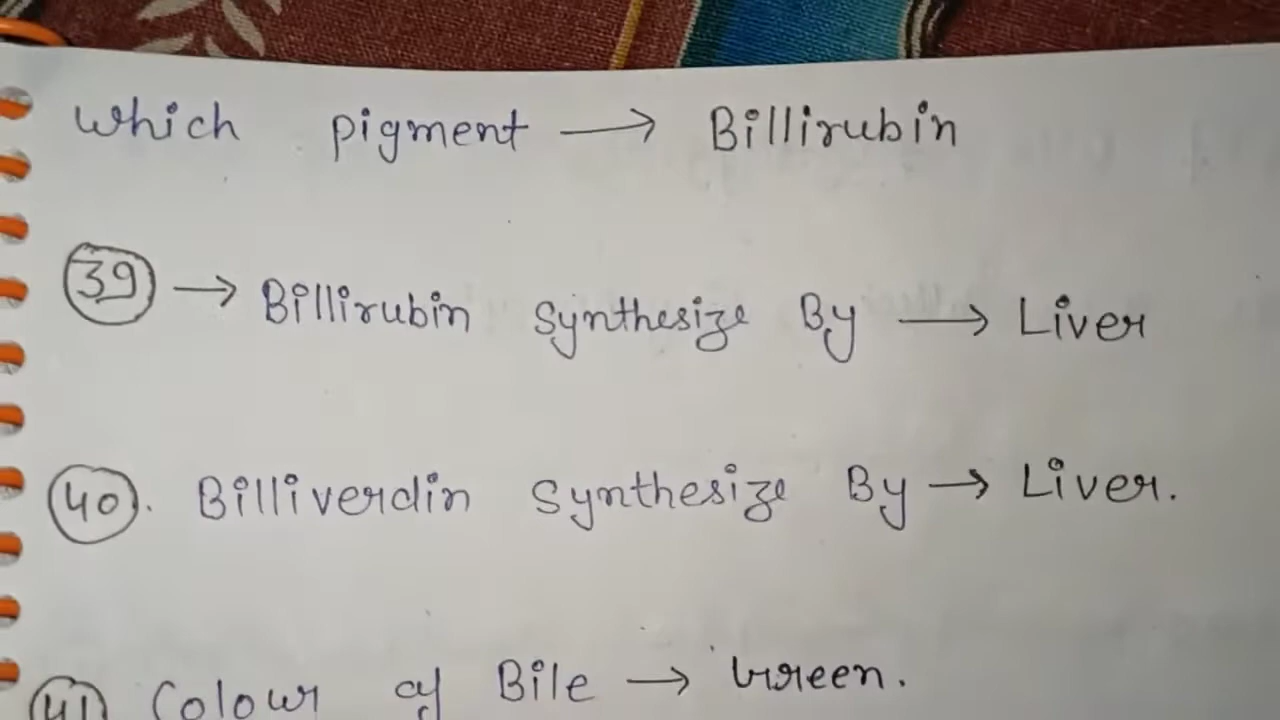 which pigment → Billirubin
39 → Billirubin Synthesize By → Liver
40. Billiverdin Synthesize By → Liver.
41 Colour of Bile → Green.